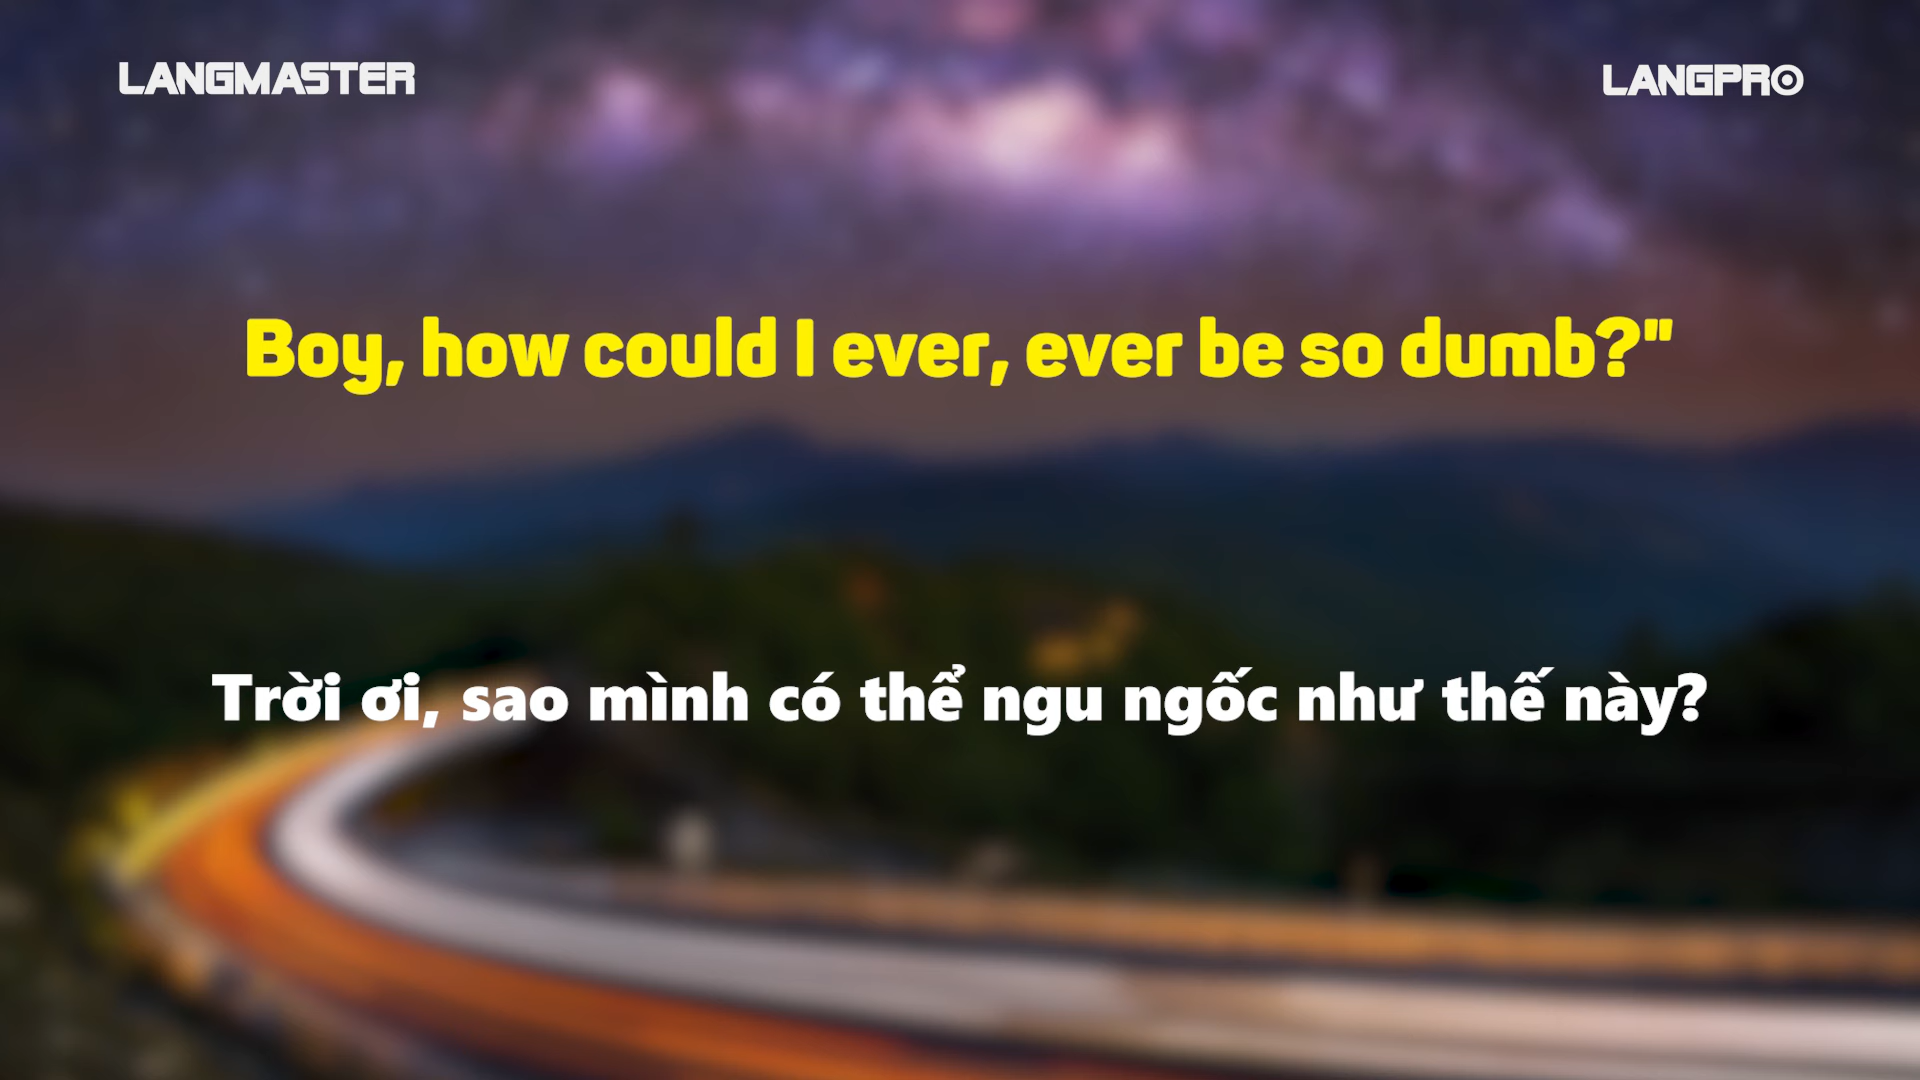 LANGMASTER
LANGPRO
Boy, how could I ever, ever be so dumb?"
Trời ơi, sao mình có thể ngu ngốc như thế này?